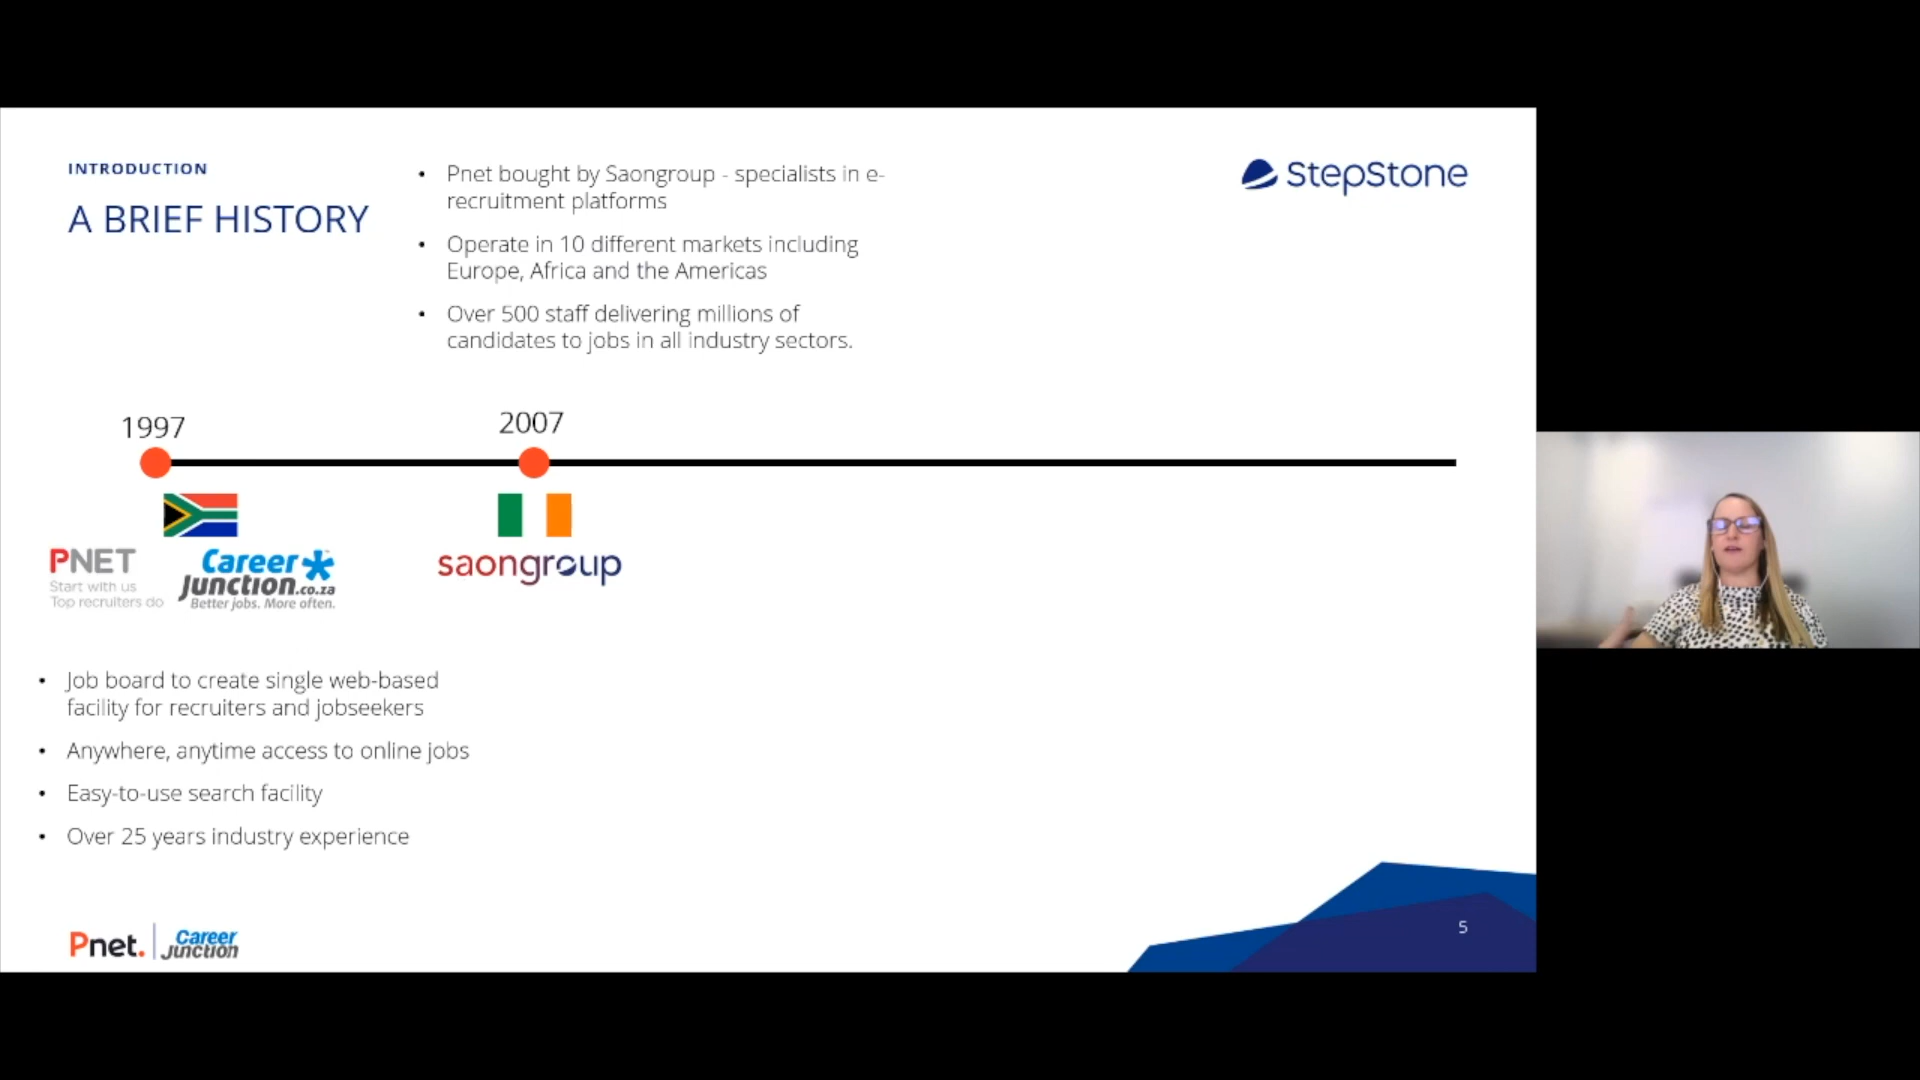 INTRODUCTION
A BRIEF HISTORY
• Pnet bought by Saongroup - specialists in e-
recruitment platforms
• Operate in 10 different markets including
Europe, Africa and the Americas
• Over 500 staff delivering millions of
candidates to jobs in all industry sectors.
StepStone
1997
2007
PNET
Start with us
Top recruiters do
Career
Junction.co.za
Better jobs. More often.
saongroup
• Job board to create single web-based
facility for recruiters and jobseekers
• Anywhere, anytime access to online jobs
• Easy-to-use search facility
• Over 25 years industry experience
Pnet.
Career
Junction
5